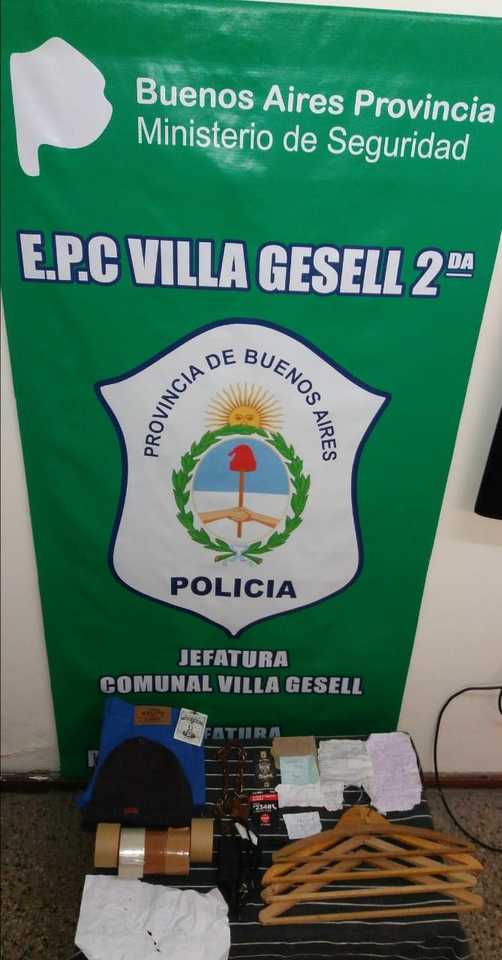 Buenos Aires Provincia
Ministerio de Seguridad
E.P.C VILLA GESELL 2DA
PROVINCIA DE BUENOS AIRES
POLICIA
JEFATURA
COMUNAL VILLA GESELL